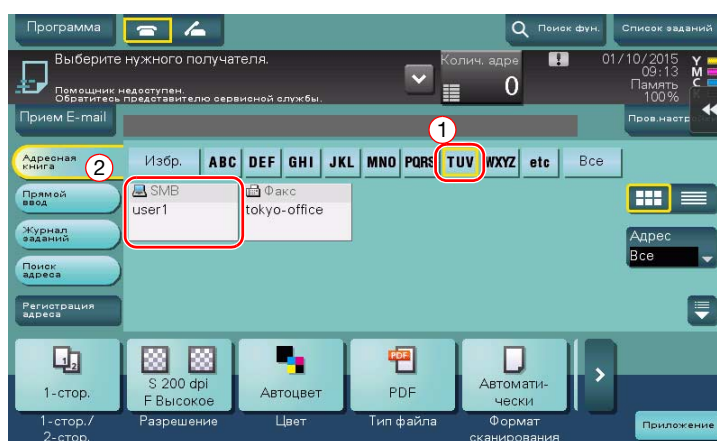 Программа
Поиск фун.
Список заданий
Выберите нужного получателя.
Помощник недоступен.
Обратитесь представителю сервисной службы.
Колич. адре
0
01/10/2015
09:13
Память
100%
Y
M
C
K
Прием E-mail
Пров.настр
1
Адресная
книга
2
Избр.
ABC
DEF
GHI
JKL
MNO
PQRS
TUV
WXYZ
etc
Все
Прямой
ввод
SMB
user1
Факс
tokyo-office
Журнал
заданий
Адрес
Все
Поиск
адреса
Регистрация
адреса
1
2
PDF
1-стор.
S 200 dpi
F Высокое
Автоцвет
PDF
Автомати-
чески
1-стор./
2-стор.
Разрешение
Цвет
Тип файла
Формат
сканирования
Приложение